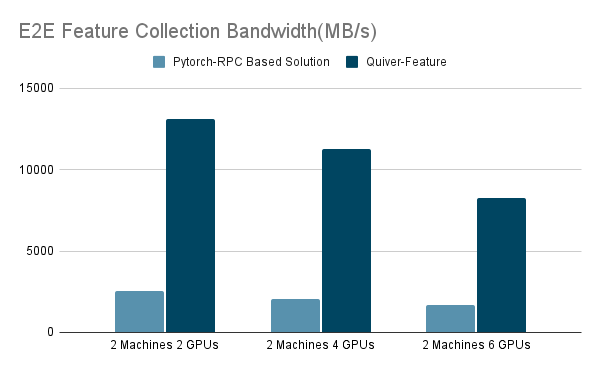 E2E Feature Collection Bandwidth(MB/s)
Pytorch-RPC Based Solution Quiver-Feature
15000
10000
5000
0
2 Machines 2 GPUs 2 Machines 4 GPUs 2 Machines 6 GPUs